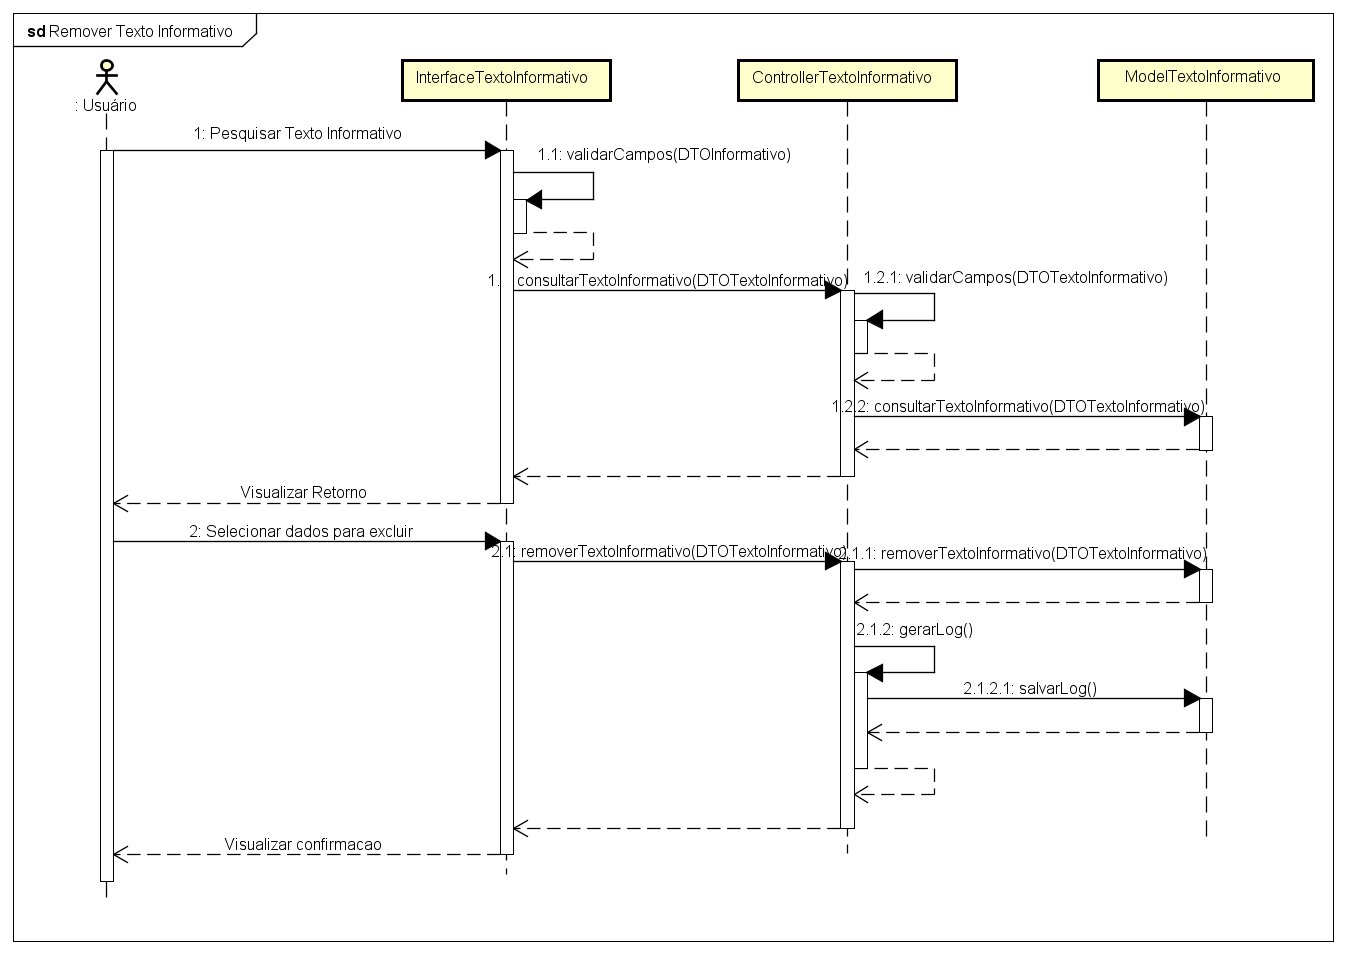 sd Remover Texto Informativo
: Usuário
InterfaceTextoInformativo
ControllerTextoInformativo
ModelTextoInformativo
1: Pesquisar Texto Informativo
1.1: validarCampos(DTOInformativo)
1. consultarTextoInformativo(DTOTextoInformativo)
1.2.1: validarCampos(DTOTextoInformativo)
1.2.2: consultarTextoInformativo(DTOTextoInformativo)
Visualizar Retorno
2: Selecionar dados para excluir
2.1: removerTextoInformativo(DTOTextoInformativo)
2.1.1: removerTextoInformativo(DTOTextoInformativo)
2.1.2: gerarLog()
2.1.2.1: salvarLog()
Visualizar confirmacao